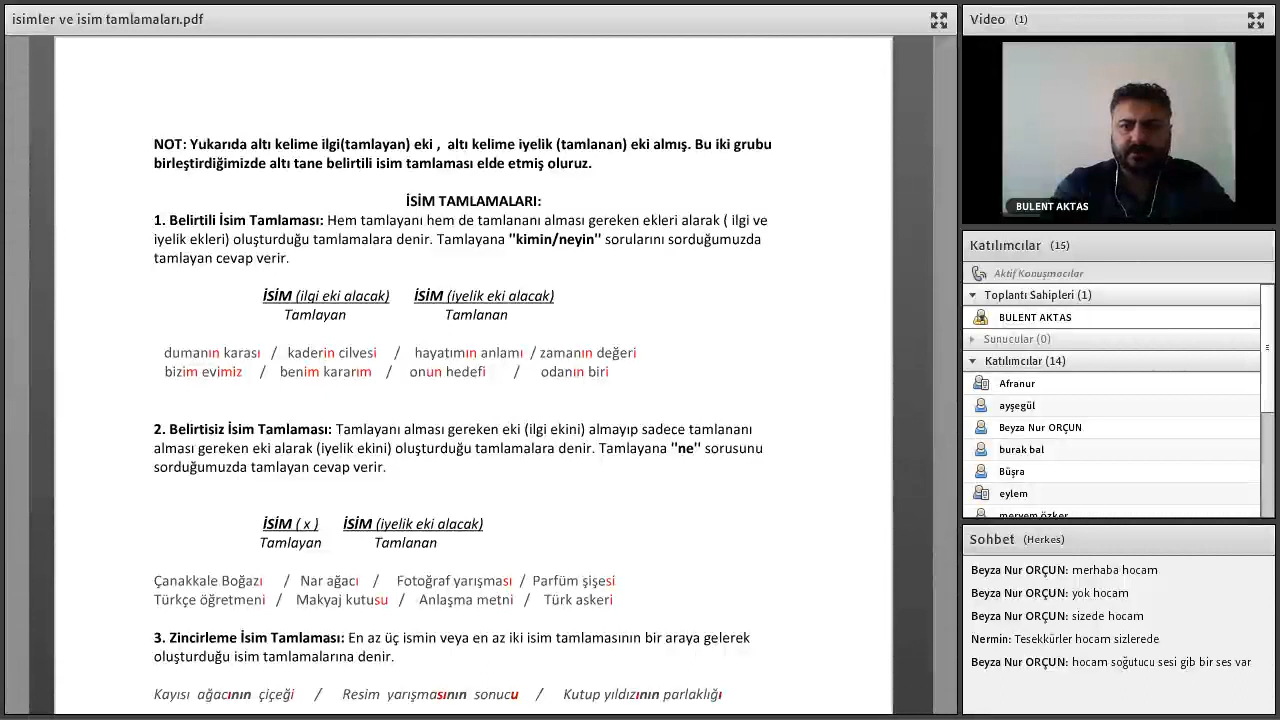 isimler ve isim tamlamaları.pdf
NOT: Yukarıda altı kelime ilgi(tamlayan) eki , altı kelime iyelik (tamlanan) eki almış. Bu iki grubu
birleştirdiğimizde altı tane belirtili isim tamlaması elde etmiş oluruz.
İSİM TAMLAMALARI:
1. Belirtili İsim Tamlaması: Hem tamlayanı hem de tamlananı alması gereken ekleri alarak ( ilgi ve
iyelik ekleri) oluşturduğu tamlamalara denir. Tamlayana "kimin/neyin" sorularını sorduğumuzda
tamlayan cevap verir.
İSİM (ilgi eki alacak) İSİM (iyelik eki alacak)
Tamlayan Tamlanan
dumanın karası / kaderin cilvesi / hayatımın anlamı / zamanın değeri
bizim evimiz / benim kararım / onun hedefi / odanın biri
2. Belirtisiz İsim Tamlaması: Tamlayanı alması gereken eki (ilgi ekini) almayıp sadece tamlananı
alması gereken eki alarak (iyelik ekini) oluşturduğu tamlamalara denir. Tamlayana "ne" sorusunu
sorduğumuzda tamlayan cevap verir.
İSİM ( x ) İSİM (iyelik eki alacak)
Tamlayan Tamlanan
Çanakkale Boğazı / Nar ağacı / Fotoğraf yarışması / Parfüm şişesi
Türkçe öğretmeni / Makyaj kutusu / Anlaşma metni / Türk askeri
3. Zincirleme İsim Tamlaması: En az üç ismin veya en az iki isim tamlamasının bir araya gelerek
oluşturduğu isim tamlamalarına denir.
Kayısı ağacının çiçeği / Resim yarışmasının sonucu / Kutup yıldızının parlaklığı
Video (1)
BULENT AKTAS
Katılımcılar (15)
Aktif Konuşmacılar
Toplantı Sahipleri (1)
BULENT AKTAS
Sunucular (0)
Katılımcılar (14)
Afranur
ayşegül
Beyza Nur ORÇUN
burak bal
Büşra
eylem
meryem özker
Sohbet (Herkes)
Beyza Nur ORÇUN: merhaba hocam
Beyza Nur ORÇUN: yok hocam
Beyza Nur ORÇUN: sizede hocam
Nermin: Tesekkürler hocam sizlerede
Beyza Nur ORÇUN: hocam soğutucu sesi gib bir ses var